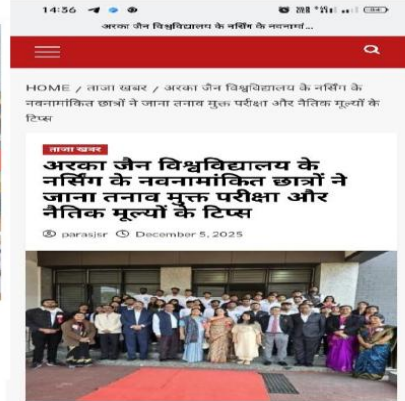 14:56
अरका जैन विश्वविद्यालय के नर्सिंग के नवनामां...
HOME / ताजा खबर / अरका जैन विश्वविद्यालय के नर्सिंग के
नवनामांकित छात्रों ने जाना तनाव मुक्त परीक्षा और नैतिक मूल्यों के
टिप्स
ताजा खबर
अरका जैन विश्वविद्यालय के
नर्सिंग के नवनामांकित छात्रों ने
जाना तनाव मुक्त परीक्षा और
नैतिक मूल्यों के टिप्स
parasjsr December 5, 2025